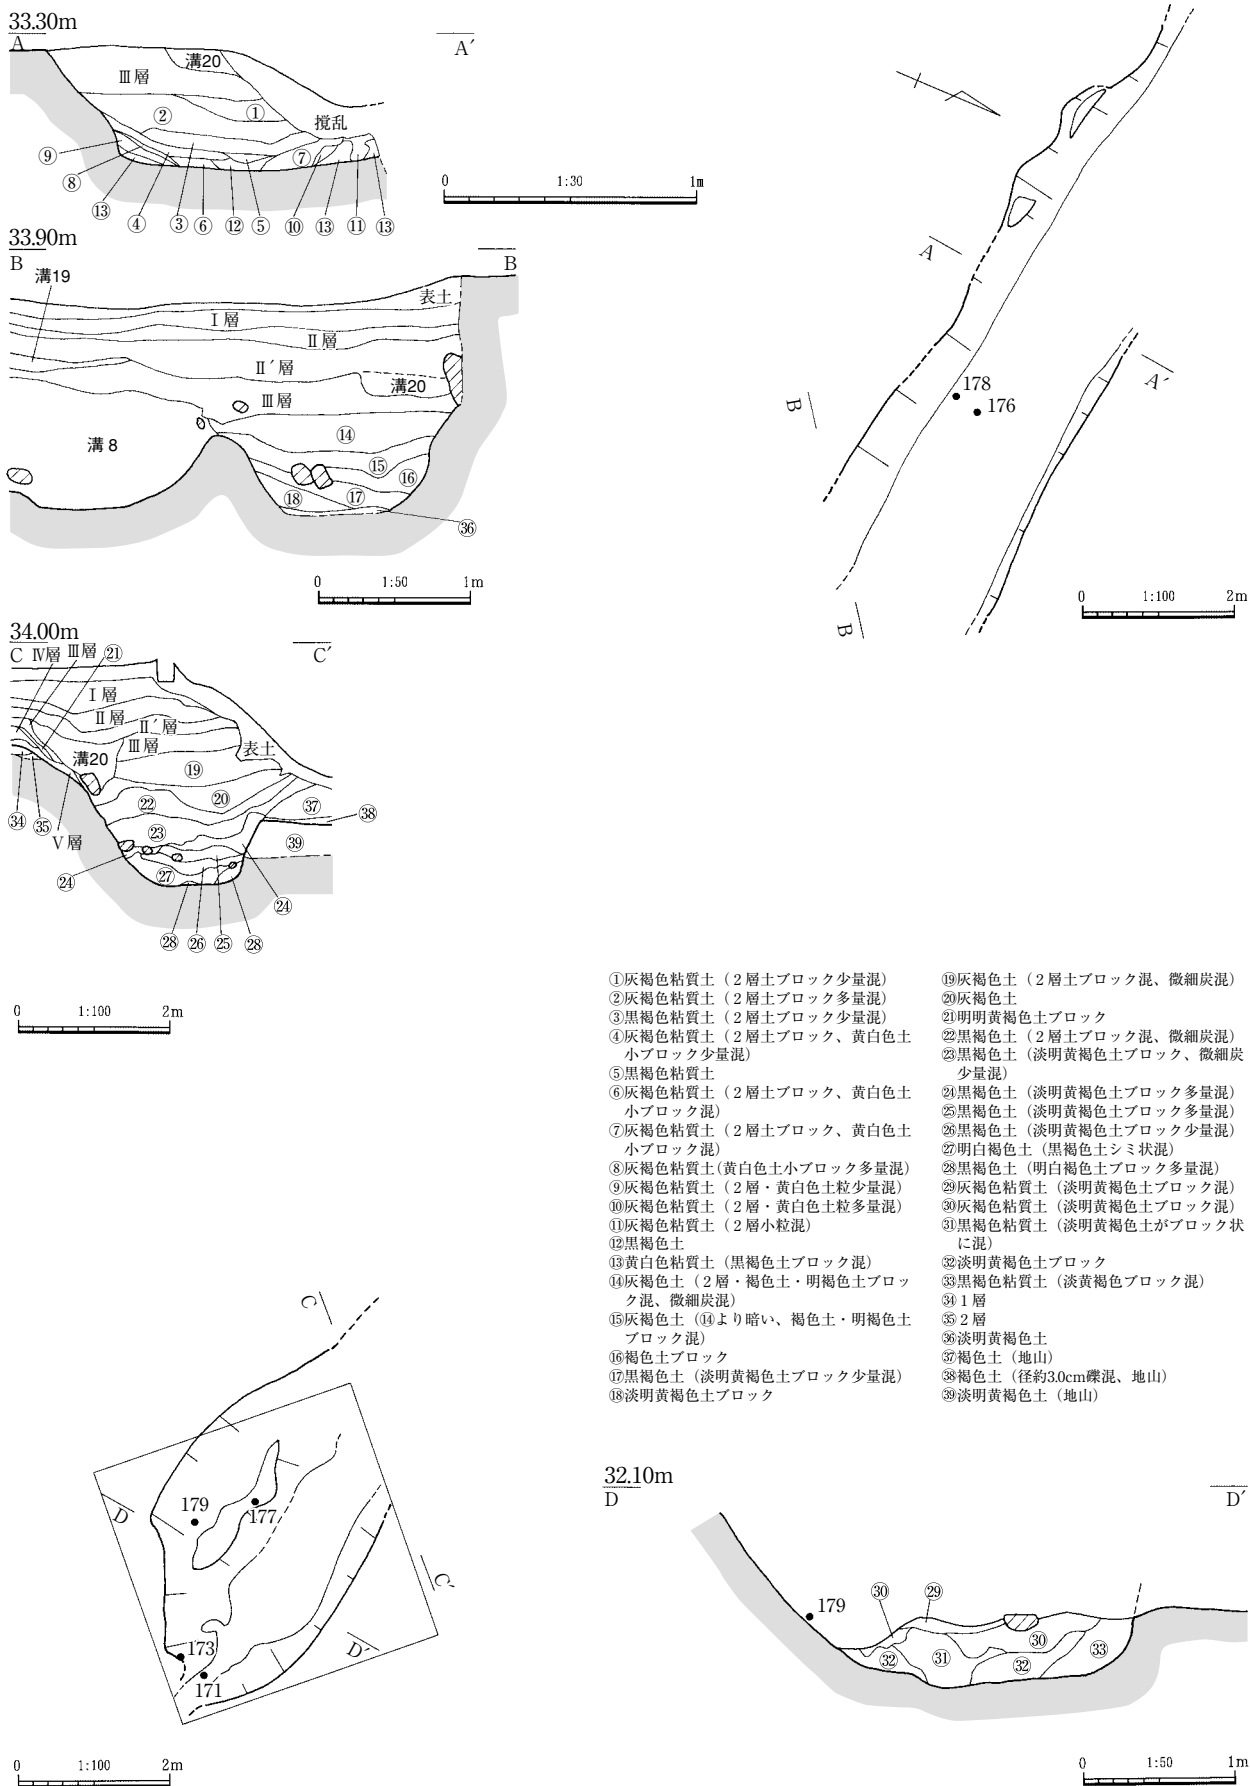 33.30m
A
A′
溝20
Ⅲ層
②
①
撹乱
⑨
⑦
⑧
⑬
④
③
⑥
⑫
⑤
⑩
⑬
⑪
⑬
0 1:30 1m
33.90m
B
B
溝19
表土
Ⅰ層
Ⅱ層
Ⅱ′層
溝20
Ⅲ層
⑭
溝8
⑮
⑯
⑱
⑰
㊱
0 1:50 1m
A
A′
178
176
B
B
0 1:100 2m
34.00m
C
Ⅳ層
Ⅲ層
㉑
C′
Ⅰ層
Ⅱ層
Ⅱ′層
Ⅲ層
溝20
表土
⑲
⑳
㉒
㊲
㊳
㉞
㉟
Ⅴ層
㉓
㊴
㉔
㉗
㉔
㉘
㉖
㉕
㉘
0 1:100 2m
①灰褐色粘質土(2層土ブロック少量混)
②灰褐色粘質土(2層土ブロック多量混)
③黒褐色粘質土(2層土ブロック少量混)
④灰褐色粘質土(2層土ブロック、黄白色土
小ブロック少量混)
⑤黒褐色粘質土
⑥灰褐色粘質土(2層土ブロック、黄白色土
小ブロック混)
⑦灰褐色粘質土(2層土ブロック、黄白色土
小ブロック混)
⑧灰褐色粘質土(黄白色土小ブロック多量混)
⑨灰褐色粘質土(2層・黄白色土粒少量混)
⑩灰褐色粘質土(2層・黄白色土粒多量混)
⑪灰褐色粘質土(2層小粒混)
⑫黒褐色土
⑬黄白色粘質土(黒褐色土ブロック混)
⑭灰褐色土(2層・褐色土・明褐色土ブロッ
ク混、微細炭混)
⑮灰褐色土(⑭より暗い、褐色土・明褐色土
ブロック混)
⑯褐色土ブロック
⑰黒褐色土(淡明黄褐色土ブロック少量混)
⑱淡明黄褐色土ブロック
⑲灰褐色土(2層土ブロック混、微細炭混)
⑳灰褐色土
㉑明明黄褐色土ブロック
㉒黒褐色土(2層土ブロック混、微細炭混)
㉓黒褐色土(淡明黄褐色土ブロック、微細炭
少量混)
㉔黒褐色土(淡明黄褐色土ブロック多量混)
㉕黒褐色土(淡明黄褐色土ブロック多量混)
㉖黒褐色土(淡明黄褐色土ブロック少量混)
㉗明白褐色土(黒褐色土シミ状混)
㉘黒褐色土(明白褐色土ブロック多量混)
㉙灰褐色粘質土(淡明黄褐色土ブロック混)
㉚灰褐色粘質土(淡明黄褐色土ブロック混)
㉛黒褐色粘質土(淡明黄褐色土がブロック状
に混)
㉜淡明黄褐色土ブロック
㉝黒褐色粘質土(淡黄褐色ブロック混)
㉞1層
㉟2層
㊱淡明黄褐色土
㊲褐色土(地山)
㊳褐色土(径約3.0cm礫混、地山)
㊴淡明黄褐色土(地山)
C
D
179
177
C′
173
D′
171
0 1:100 2m
32.10m
D
D′
179
㉚
㉙
㉚
㉜
㉛
㉜
㉝
0 1:50 1m